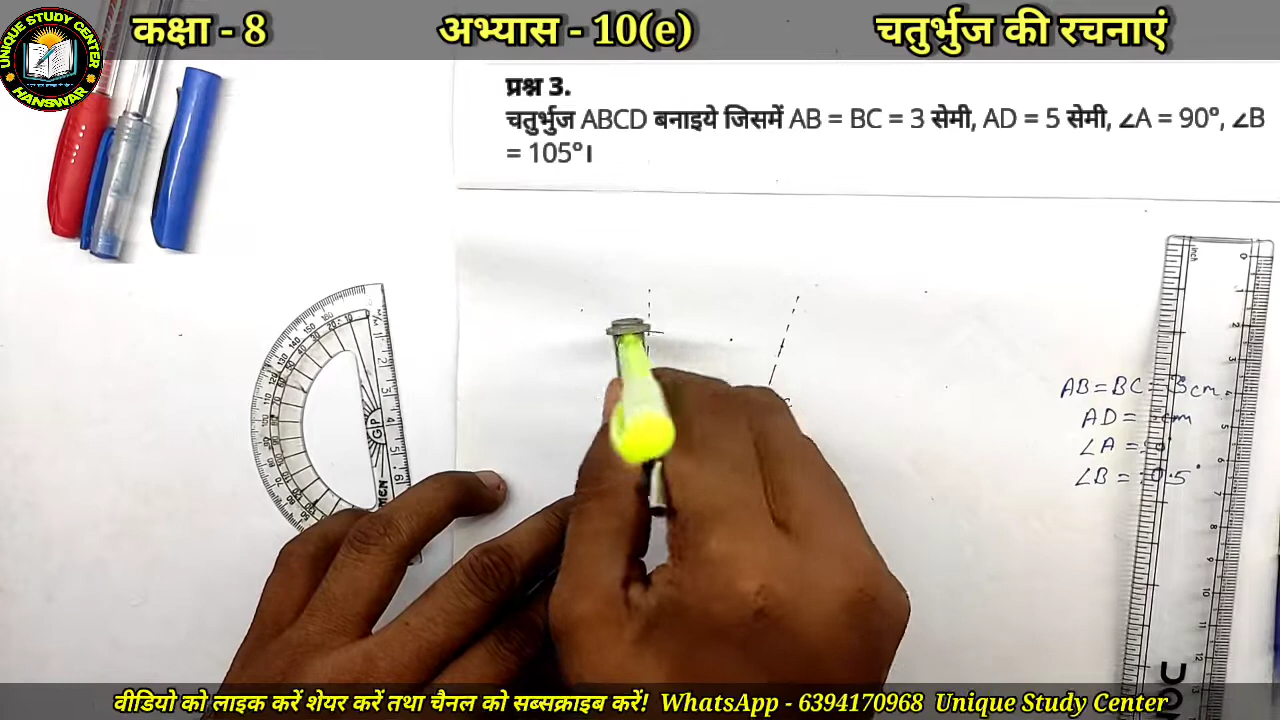 UNIQUE STUDY CENTER
HANSWAR
कक्षा - 8
अभ्यास - 10(e)
चतुर्भुज की रचनाएं
प्रश्न 3.
चतुर्भुज ABCD बनाइये जिसमें AB = BC = 3 सेमी, AD = 5 सेमी, ∠A = 90°, ∠B
= 105°।
AB = BC = 3cm
AD = cm
∠A =
∠B = 105°
वीडियो को लाइक करें शेयर करें तथा चैनल को सब्सक्राइब करें! WhatsApp - 6394170968 Unique Study Center